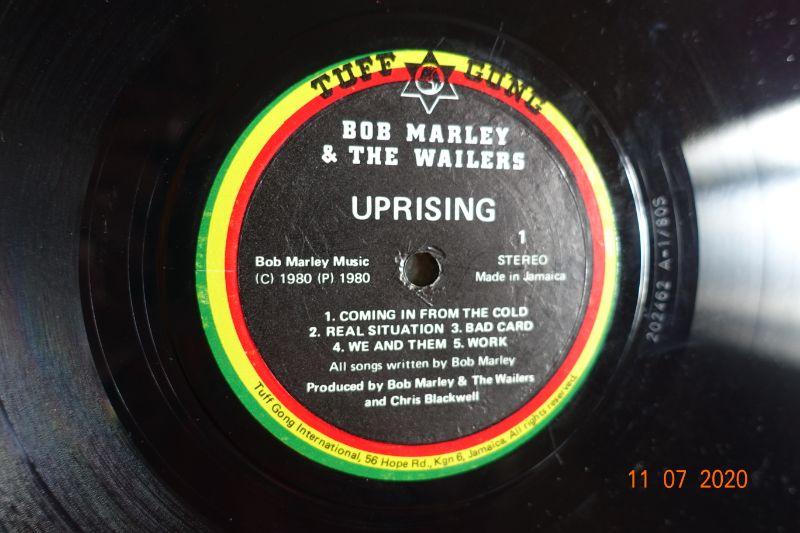 TUFF GONG
BOB MARLEY
& THE WAILERS
UPRISING
1
Bob Marley Music
(C) 1980 (P) 1980
STEREO
Made in Jamaica
1. COMING IN FROM THE COLD
2. REAL SITUATION 3. BAD CARD
4. WE AND THEM 5. WORK
All songs written by Bob Marley
Produced by Bob Marley & The Wailers
and Chris Blackwell
Tuff Gong International, 56 Hope Rd., Kgn 6, Jamaica. All rights reserved.
202462 A-1/80S
11 07 2020